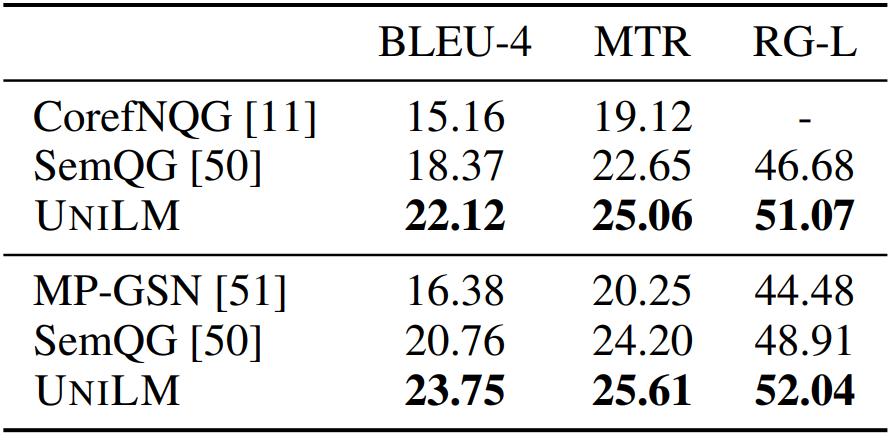 BLEU-4 MTR RG-L
CorefNQG [11] 15.16 19.12 -
SemQG [50] 18.37 22.65 46.68
UNILM 22.12 25.06 51.07
MP-GSN [51] 16.38 20.25 44.48
SemQG [50] 20.76 24.20 48.91
UNILM 23.75 25.61 52.04